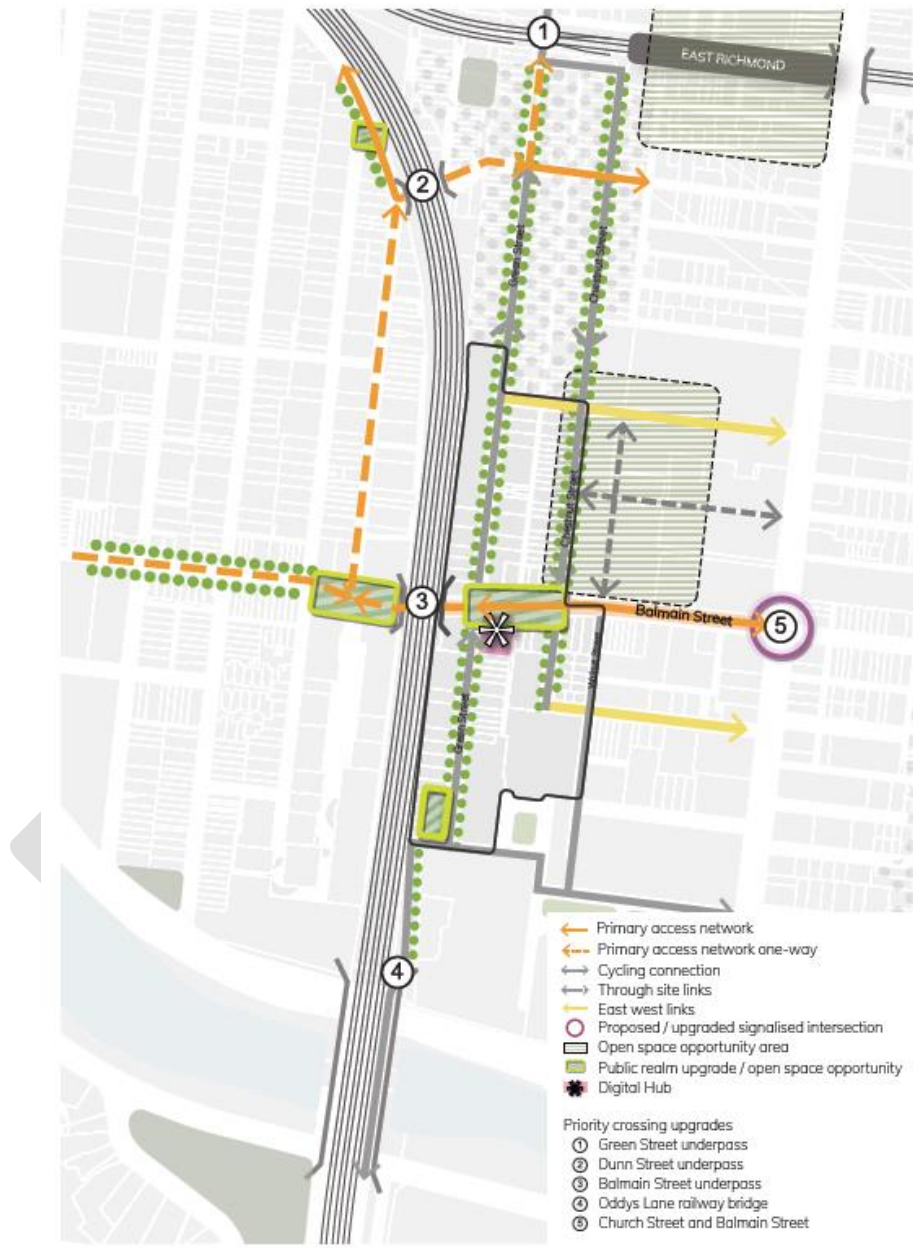 1
EAST RICHMOND
2
Green Street
Chestnut Street
Chestnut Street
3
Balmain Street
5
Green Street
4
Primary access network
Primary access network one-way
Cycling connection
Through site links
East west links
Proposed / upgraded signalised intersection
Open space opportunity area
Public realm upgrade / open space opportunity
Digital Hub
Priority crossing upgrades
1 Green Street underpass
2 Dunn Street underpass
3 Balmain Street underpass
4 Oddys Lane railway bridge
5 Church Street and Balmain Street